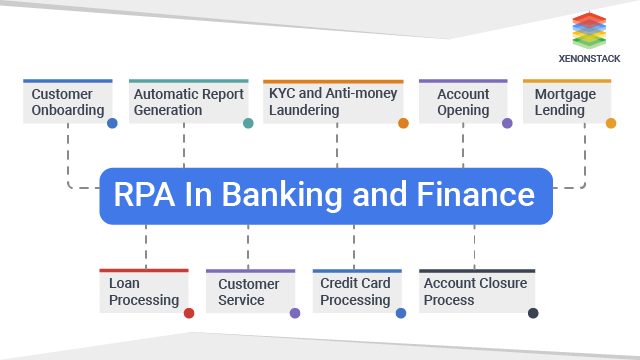 XENONSTACK
Customer
Onboarding
Automatic Report
Generation
KYC and Anti-money
Laundering
Account
Opening
Mortgage
Lending
RPA In Banking and Finance
Loan
Processing
Customer
Service
Credit Card
Processing
Account Closure
Process